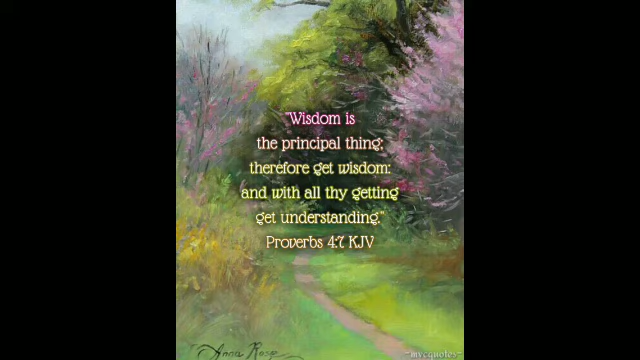 "Wisdom is
the principal thing;
therefore get wisdom:
and with all thy getting
get understanding."
Proverbs 4:7 KJV
Anna Rose
~mvcquotes~